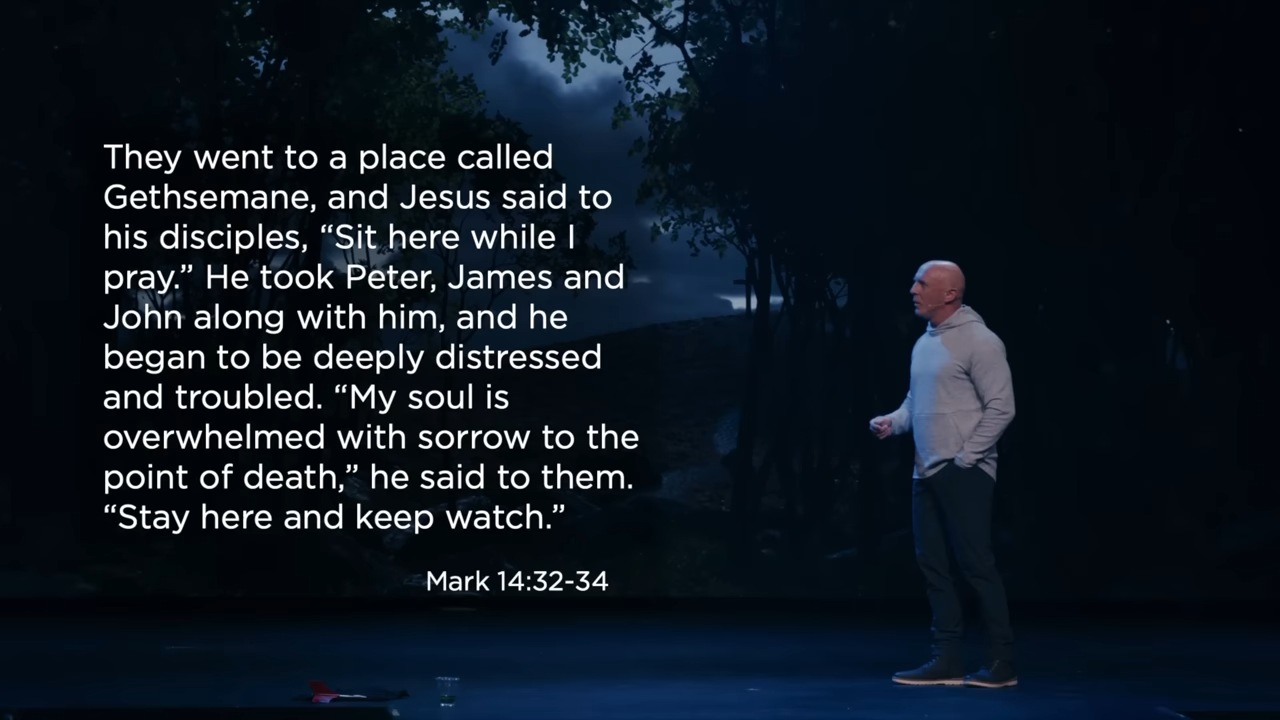 They went to a place called
Gethsemane, and Jesus said to
his disciples, “Sit here while I
pray.” He took Peter, James and
John along with him, and he
began to be deeply distressed
and troubled. “My soul is
overwhelmed with sorrow to the
point of death,” he said to them.
“Stay here and keep watch.”
Mark 14:32-34